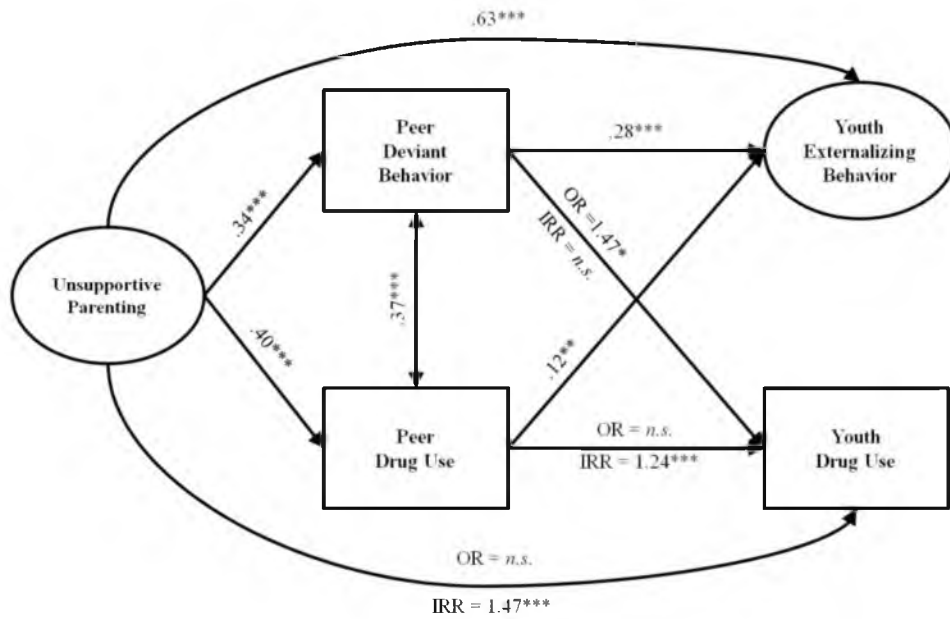 .63***
Peer
Deviant
Behavior
.28***
Youth
Externalizing
Behavior
.34***
OR =1.47*
IRR = n.s.
Unsupportive
Parenting
.37***
.40***
.12**
Peer
Drug Use
OR = n.s.
IRR = 1.24***
Youth
Drug Use
OR = n.s.
IRR = 1.47***